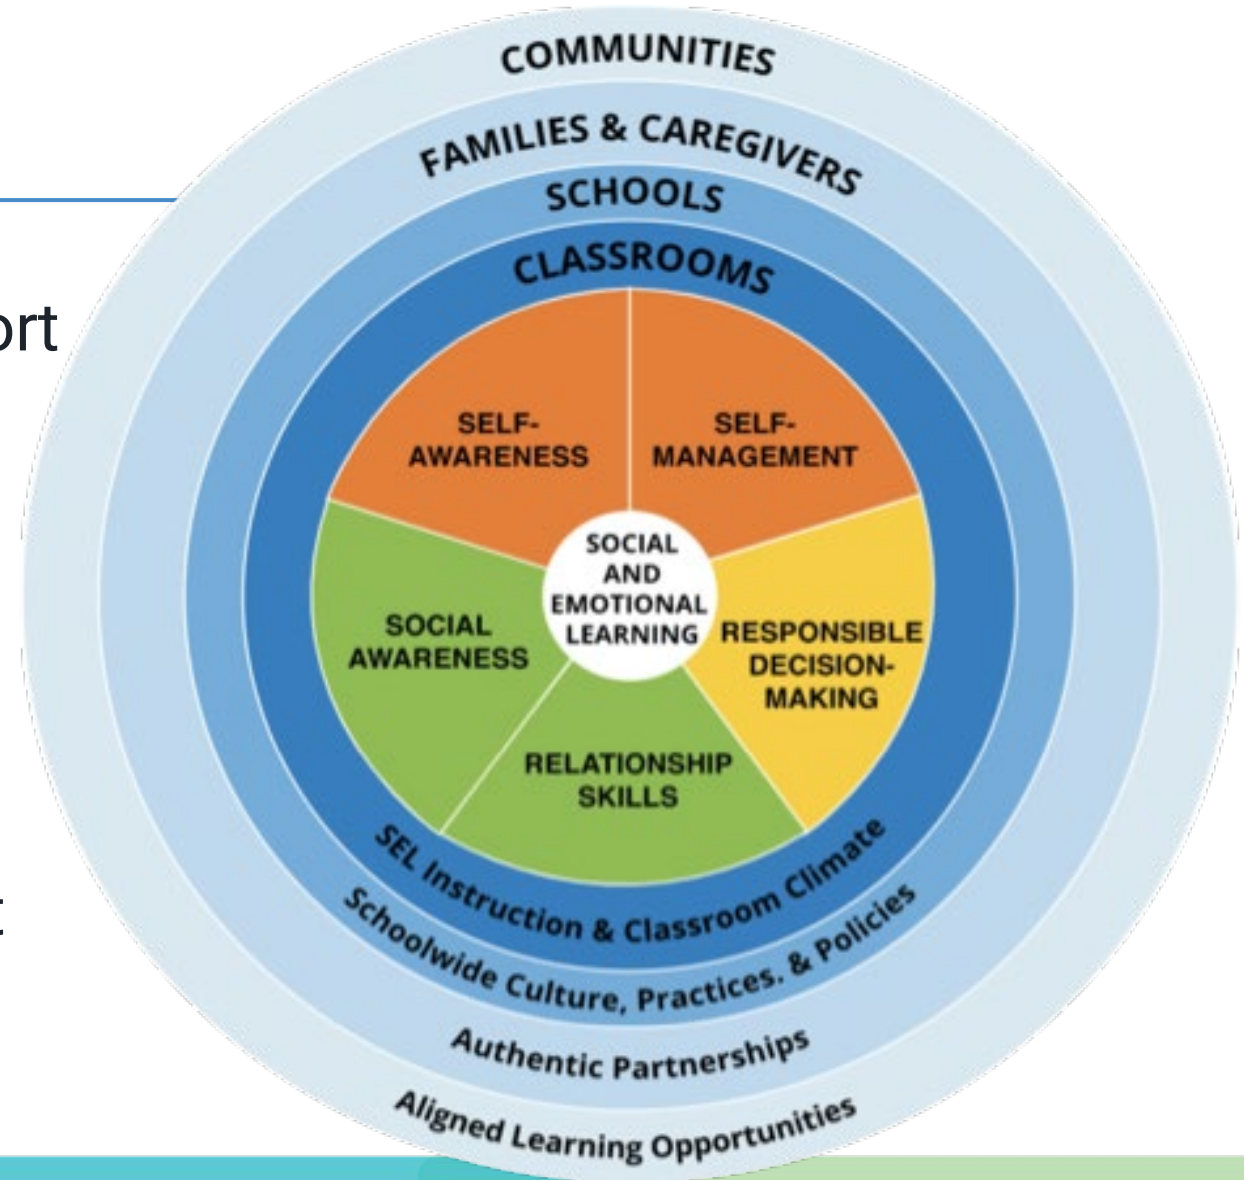 COMMUNITIES
FAMILIES & CAREGIVERS
SCHOOLS
CLASSROOMS
ort
SELF-
AWARENESS
SELF-
MANAGEMENT
SOCIAL
AND
EMOTIONAL
LEARNING
SOCIAL
AWARENESS
RESPONSIBLE
DECISION-
MAKING
RELATIONSHIP
SKILLS
SEL Instruction & Classroom Climate
Schoolwide Culture, Practices. & Policies
Authentic Partnerships
Aligned Learning Opportunities